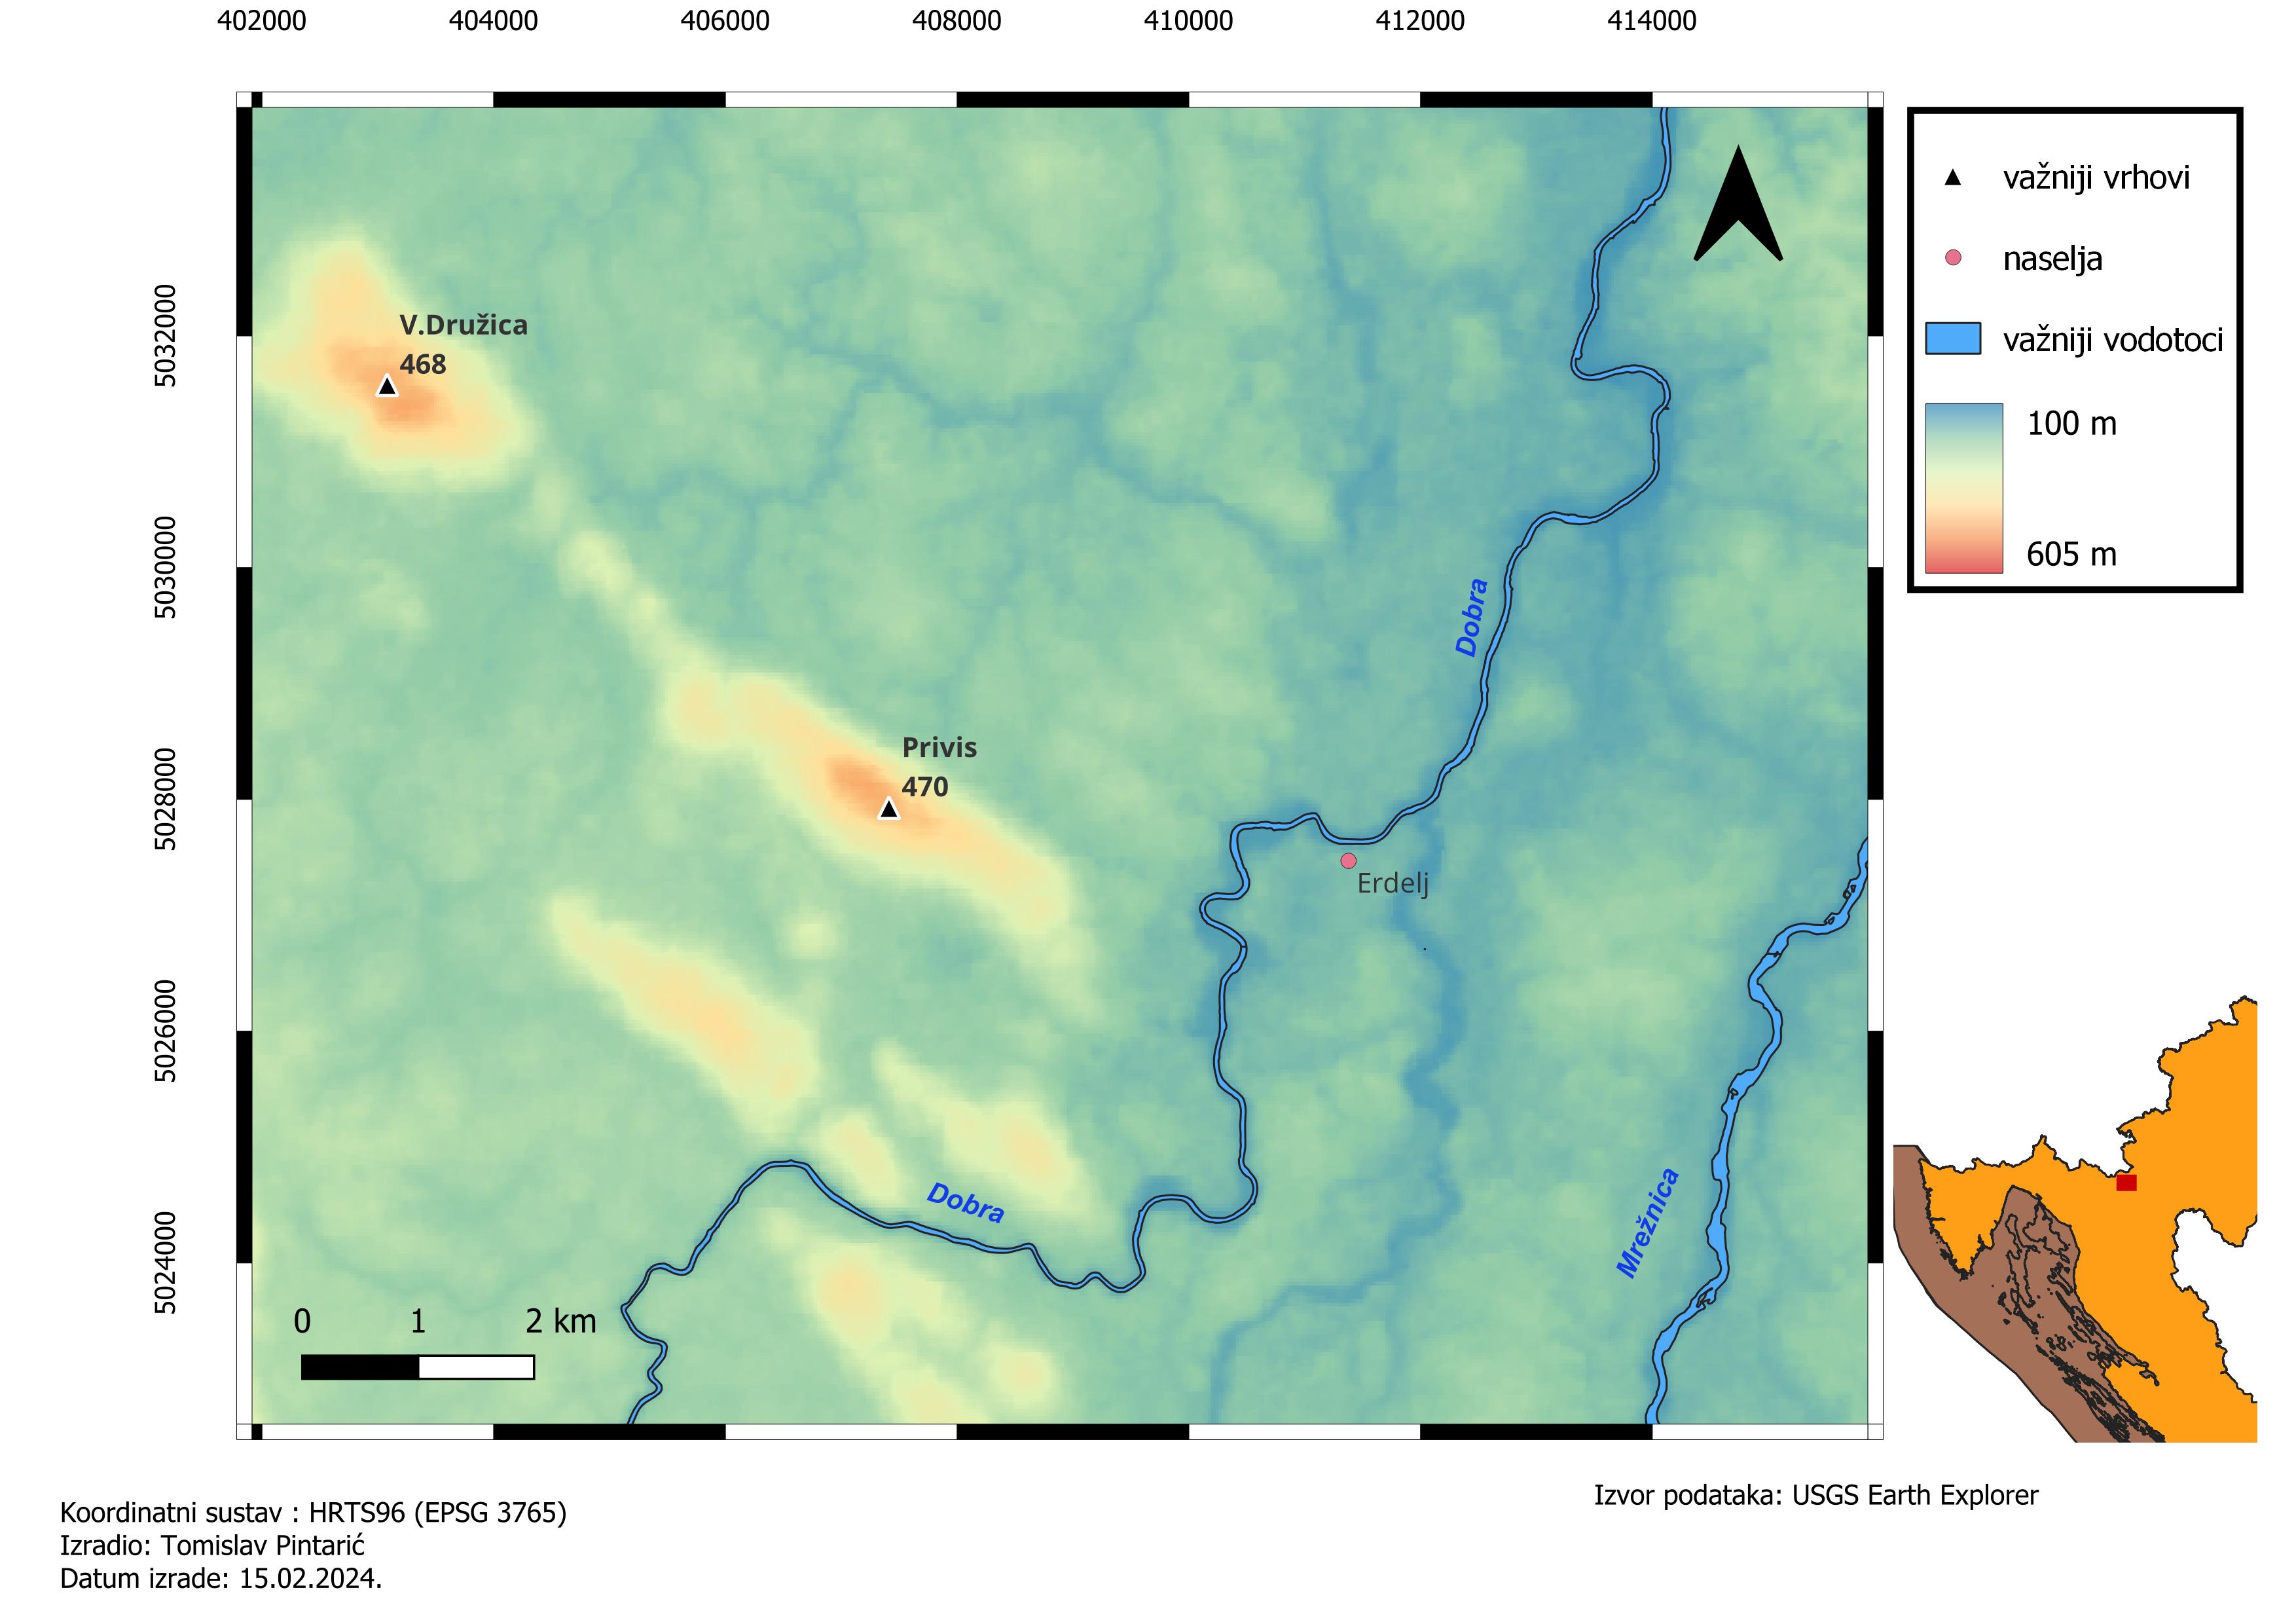 402000 404000 406000 408000 410000 412000 414000
5032000
5030000
5028000
5026000
5024000
V.Družica
468
Privis
470
Dobra
Erdelj
Dobra
Mrežnica
0 1 2 km
važniji vrhovi
naselja
važniji vodotoci
100 m
605 m
Koordinatni sustav : HRTS96 (EPSG 3765)
Izradio: Tomislav Pintarić
Datum izrade: 15.02.2024.
Izvor podataka: USGS Earth Explorer